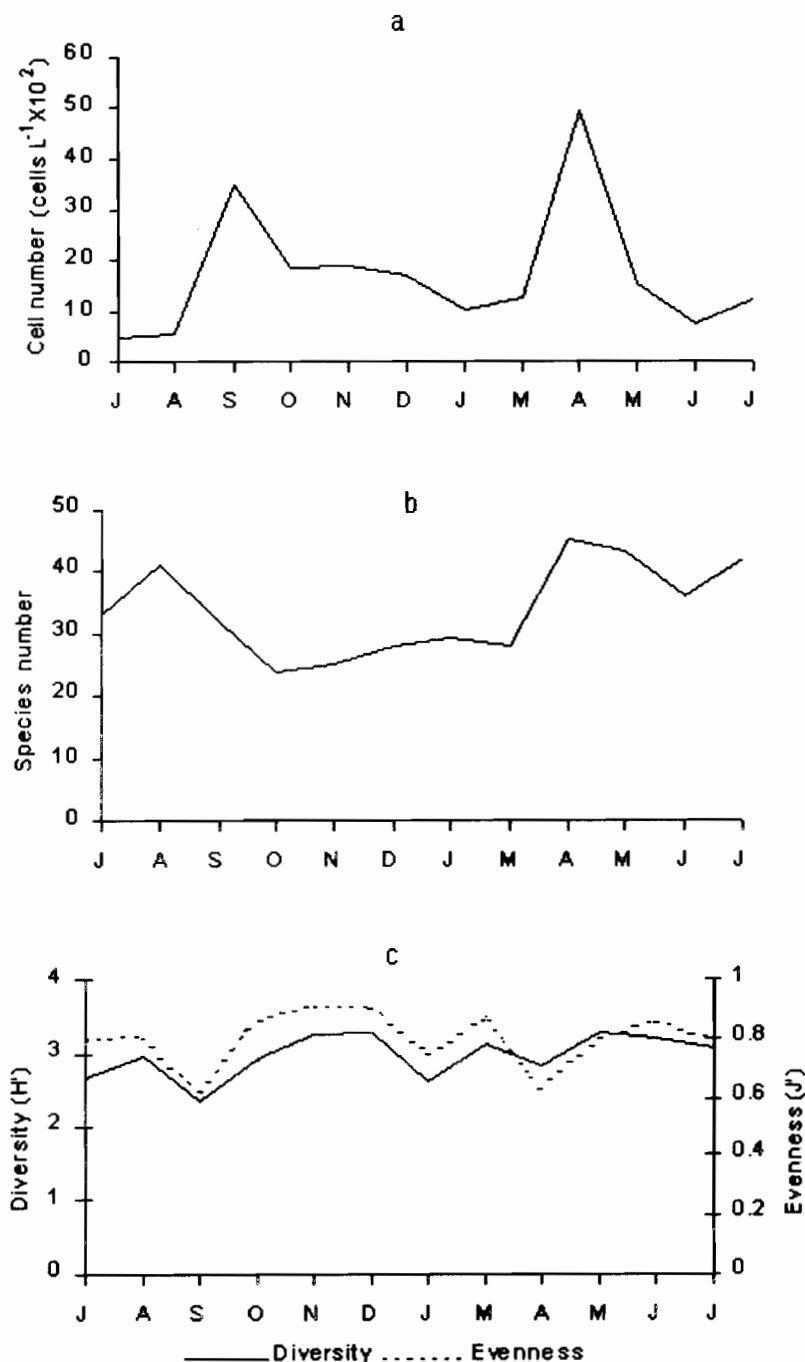 a
Cell number (cells L⁻¹X10²)
60
50
40
30
20
10
0
J A S O N D J M A M J J
b
Species number
50
40
30
20
10
0
J A S O N D J M A M J J
c
Diversity (H')
4
3
2
1
0
Evenness (J')
1
0.8
0.6
0.4
0.2
0
J A S O N D J M A M J J
Diversity Evenness